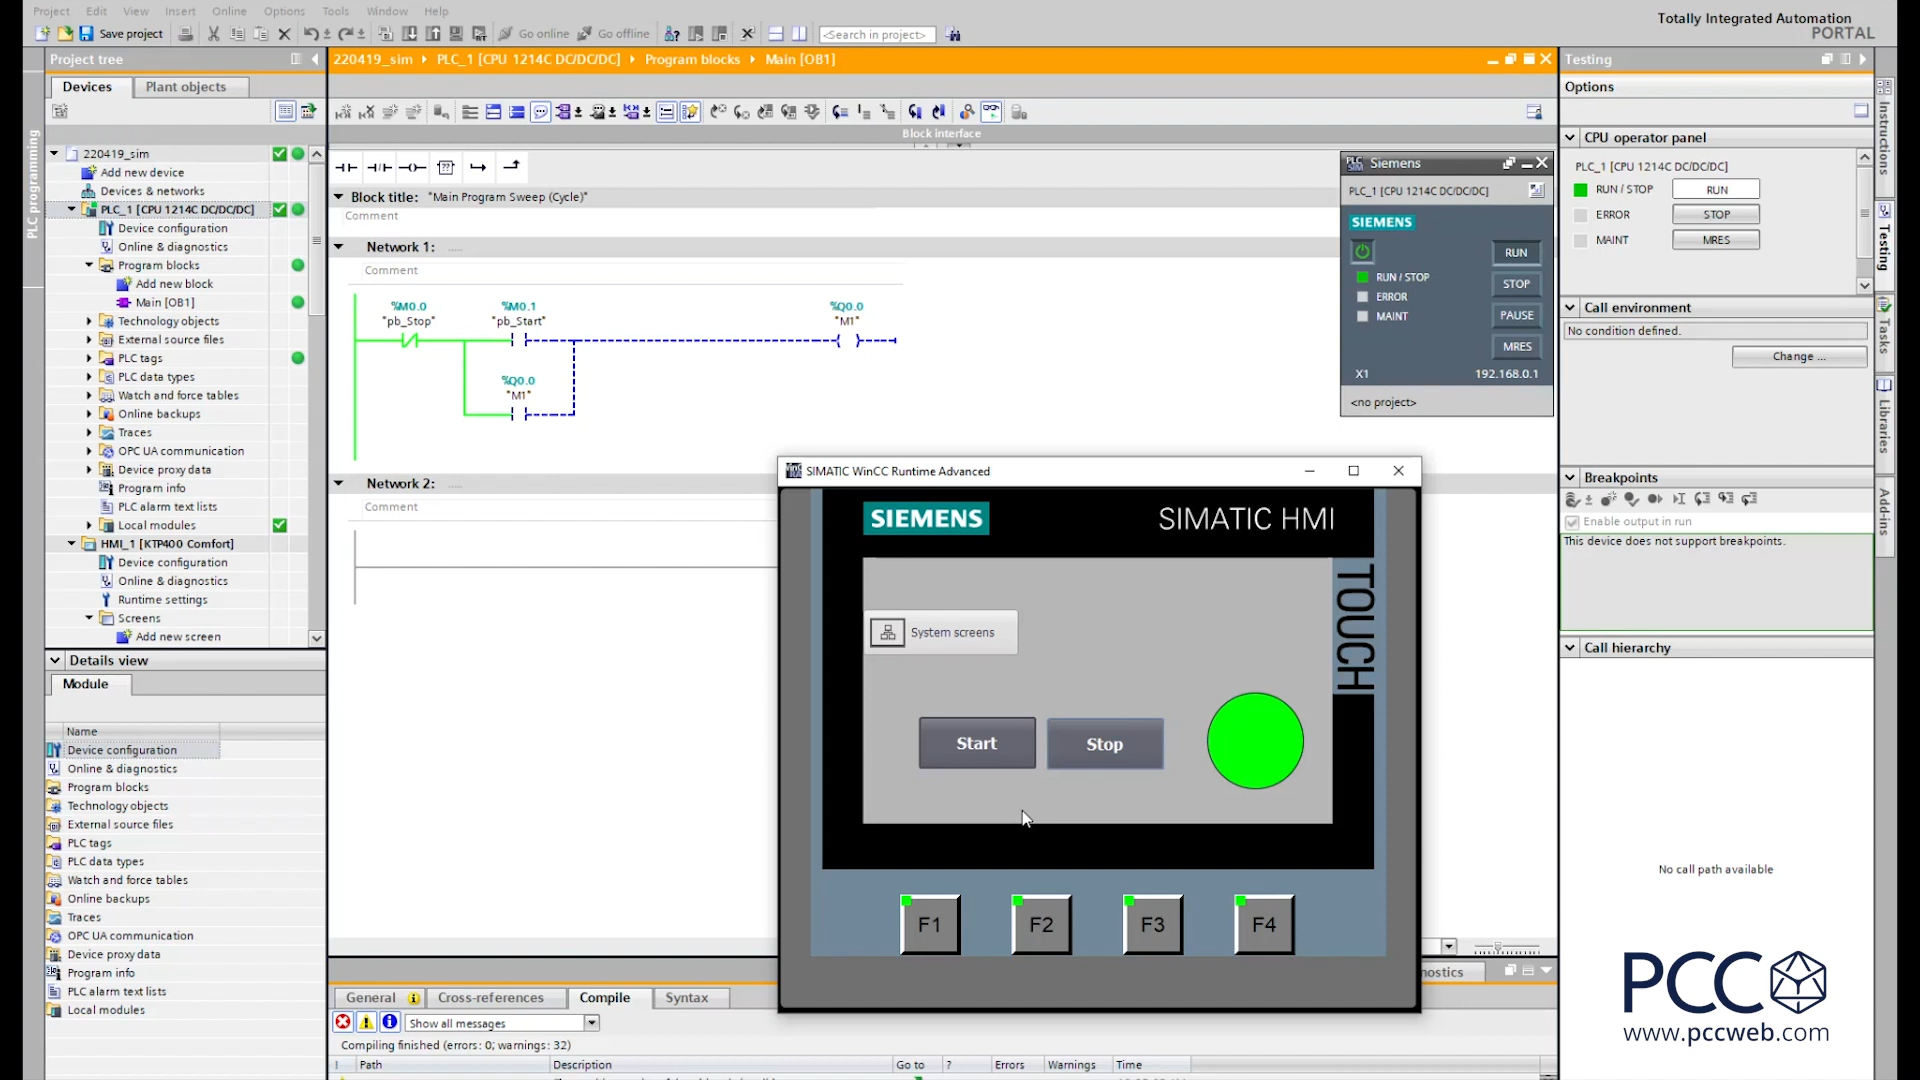 Project Edit View Insert Online Options Tools Window Help
Totally Integrated Automation
PORTAL
Save project
Go online
Go offline
<Search in project>
Project tree
220419_sim PLC_1 [CPU 1214C DC/DC/DC] Program blocks Main [OB1]
Testing
Devices
Plant objects
Options
PLC programming
Block interface
220419_sim
Add new device
Devices & networks
PLC_1 [CPU 1214C DC/DC/DC]
Device configuration
Online & diagnostics
Program blocks
Add new block
Main [OB1]
Technology objects
External source files
PLC tags
PLC data types
Watch and force tables
Online backups
Traces
OPC UA communication
Device proxy data
Program info
PLC alarm text lists
Local modules
HMI_1 [KTP400 Comfort]
Device configuration
Online & diagnostics
Runtime settings
Screens
Add new screen
Details view
Module
Name
Device configuration
Online & diagnostics
Program blocks
Technology objects
External source files
PLC tags
PLC data types
Watch and force tables
Online backups
Traces
OPC UA communication
Device proxy data
Program info
PLC alarm text lists
Local modules
??
Block title: "Main Program Sweep (Cycle)"
Comment
Network 1: .....
Comment
%M0.0
"pb_Stop"
%M0.1
"pb_Start"
%Q0.0
"M1"
%Q0.0
"M1"
Network 2: .....
Comment
PLC SIM Siemens
PLC_1 [CPU 1214C DC/DC/DC]
SIEMENS
RUN
RUN / STOP
STOP
ERROR
MAINT
PAUSE
MRES
X1 192.168.0.1
<no project>
SIMATIC WinCC Runtime Advanced
SIEMENS
SIMATIC HMI
TOUCH
System screens
Start
Stop
F1
F2
F3
F4
General
Cross-references
Compile
Syntax
nostics
Show all messages
Compiling finished (errors: 0; warnings: 32)
! Path Description Go to ? Errors Warnings Time
CPU operator panel
PLC_1 [CPU 1214C DC/DC/DC]
RUN / STOP RUN
ERROR STOP
MAINT MRES
Call environment
No condition defined.
Change ...
Breakpoints
Enable output in run
This device does not support breakpoints.
Call hierarchy
No call path available
Instructions
Testing
Tasks
Libraries
Add-ins
PCC
www.pccweb.com